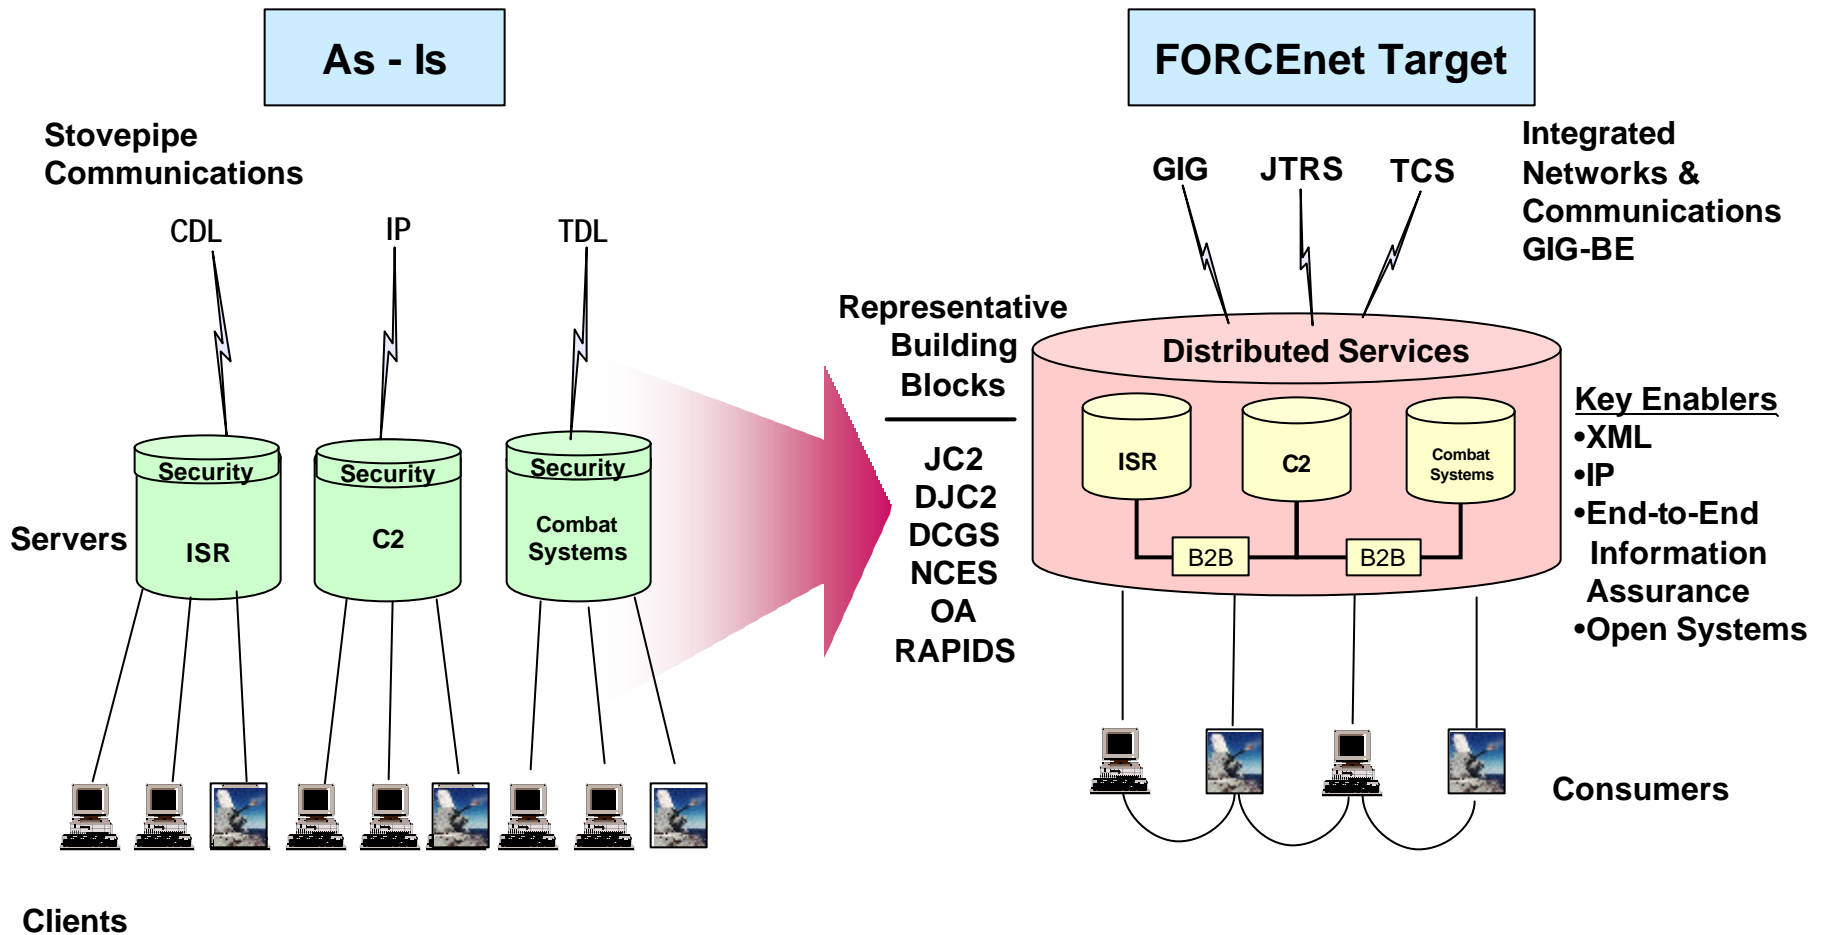 As - Is
Stovepipe
Communications
CDL
IP
TDL
Security
Security
Security
Servers
ISR
C2
Combat
Systems
Clients
FORCEnet Target
GIG
JTRS
TCS
Integrated
Networks &
Communications
GIG-BE
Representative
Building
Blocks
JC2
DJC2
DCGS
NCES
OA
RAPIDS
Distributed Services
ISR
C2
Combat
Systems
B2B
B2B
Key Enablers
•XML
•IP
•End-to-End
Information
Assurance
•Open Systems
Consumers